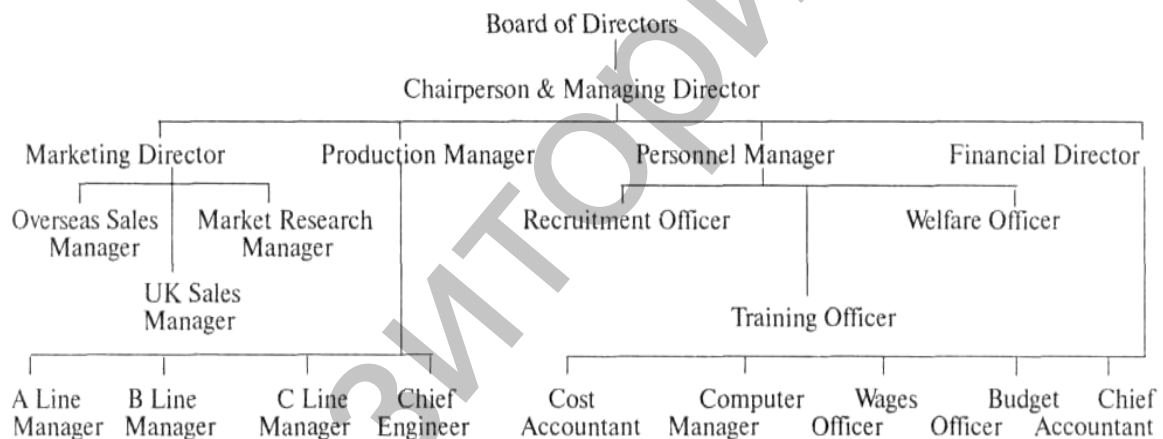 Board of Directors
Chairperson & Managing Director
Marketing Director Production Manager Personnel Manager Financial Director
Overseas Sales Manager
Market Research Manager
Recruitment Officer
Welfare Officer
UK Sales Manager
Training Officer
A Line Manager
B Line Manager
C Line Manager
Chief Engineer
Cost Accountant
Computer Manager
Wages Officer
Budget Officer
Chief Accountant
зитори